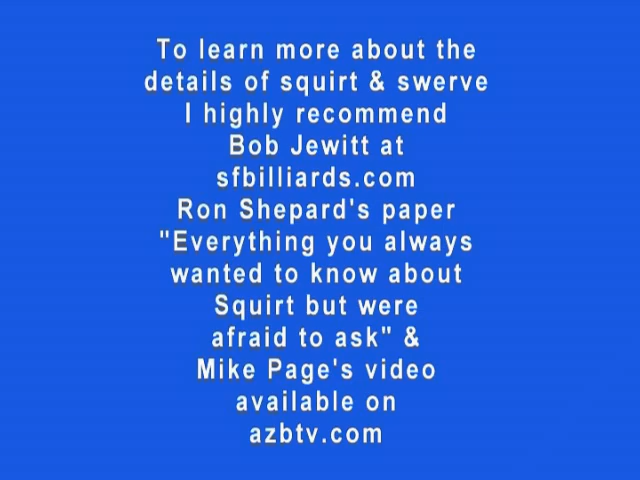 To learn more about the
details of squirt & swerve
I highly recommend
Bob Jewitt at
sfbilliards.com
Ron Shepard's paper
"Everything you always
wanted to know about
Squirt but were
afraid to ask" &
Mike Page's video
available on
azbtv.com